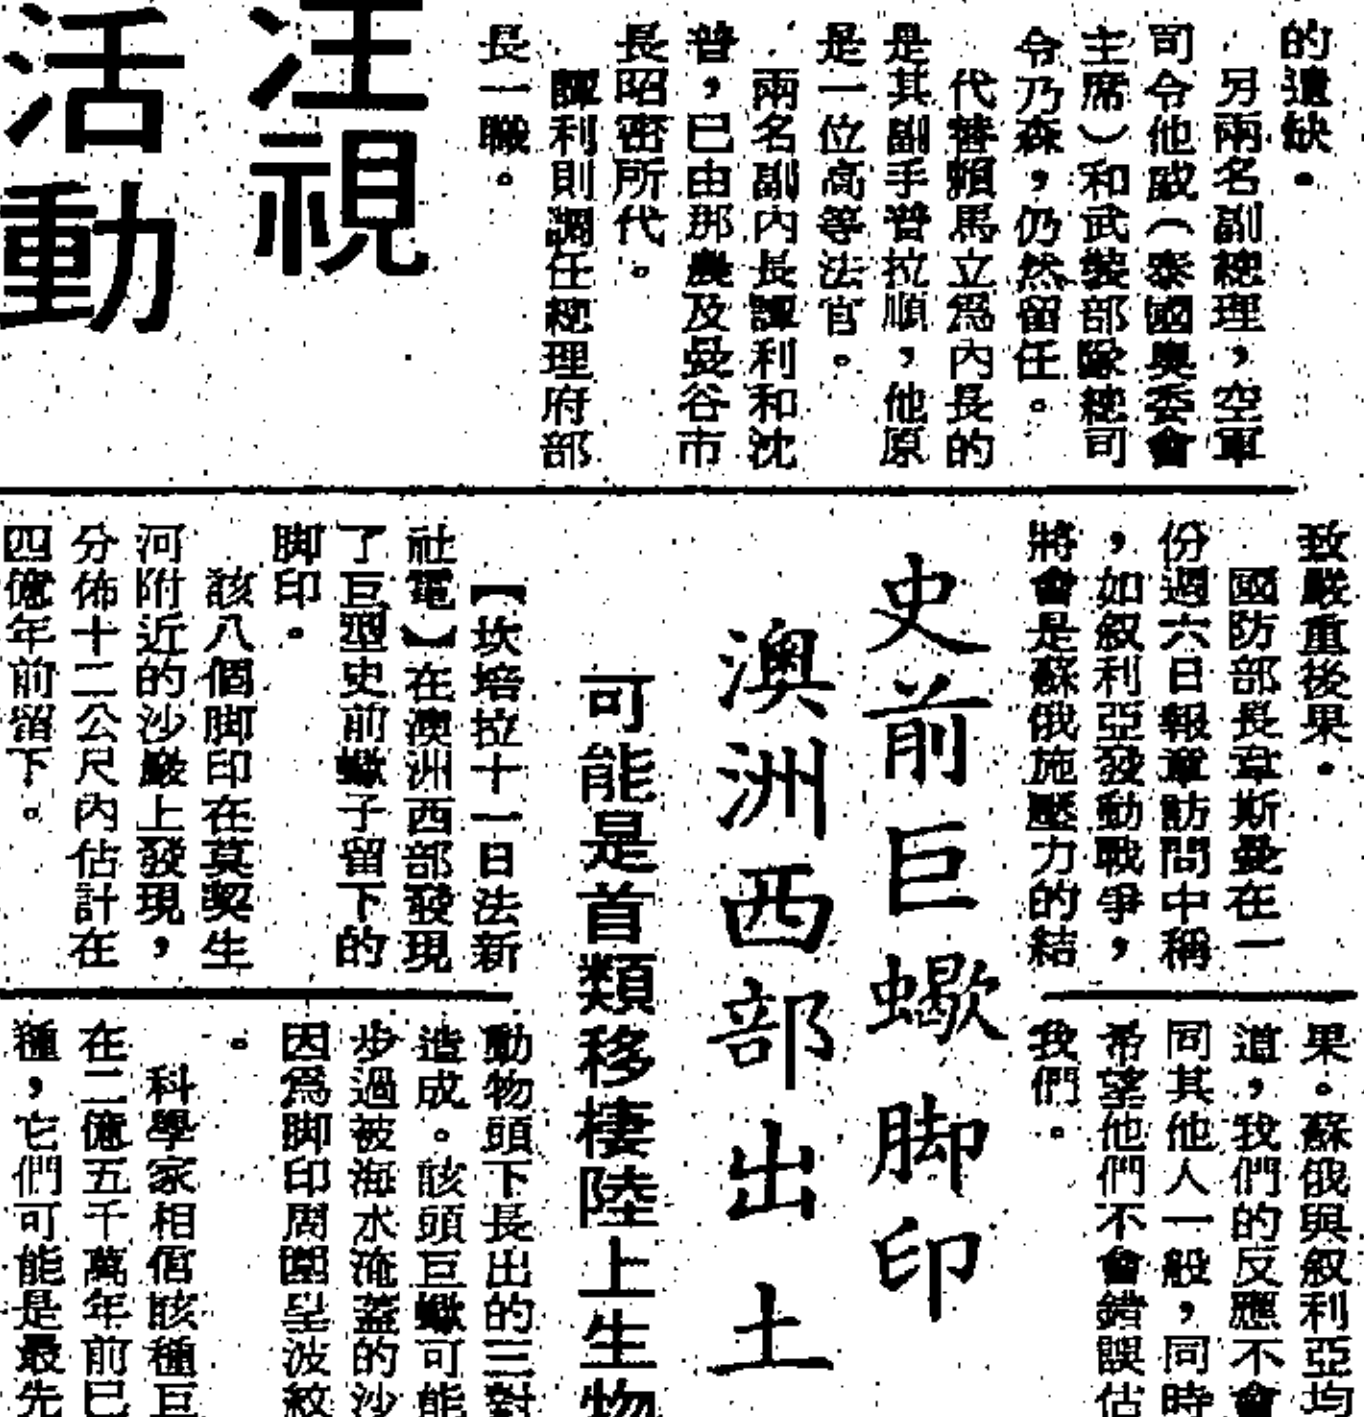 的遺缺。
另兩名副總理，空軍
司令他威（泰國奧委會
主席）和武裝部隊總司
令乃森，仍然留任。
代替賴馬立為內長的
是其副手普拉順，他原
是一位高等法官。
兩名副內長譚利和沈
普，已由那農及曼谷市
長昭密所代。
譚利則調任總理府部
長一職。
汪視
活動
致嚴重後果。
國防部長韋斯曼在一
份週六日報章訪問中稱
，如叙利亞發動戰爭，
將會是蘇俄施壓力的結
果。蘇俄與叙利亞均
道，我們的反應不會
同其他人一般，同時
希望他們不會錯誤估
我們。
史前巨蠍脚印
澳洲西部出土
可能是首類移棲陸上生物
【坎培拉十一日法新
社電】在澳洲西部發現
了巨型史前蠍子留下的
脚印。
該八個脚印在莫契生
河附近的沙巖上發現，
分佈十二公尺內估計在
四億年前留下。
動物頭下長出的三對
造成。該頭巨蠍可能
步過被海水淹蓋的沙
因為脚印周圍呈波紋
。
科學家相信該種巨
在二億五千萬年前已
種，它們可能是最先